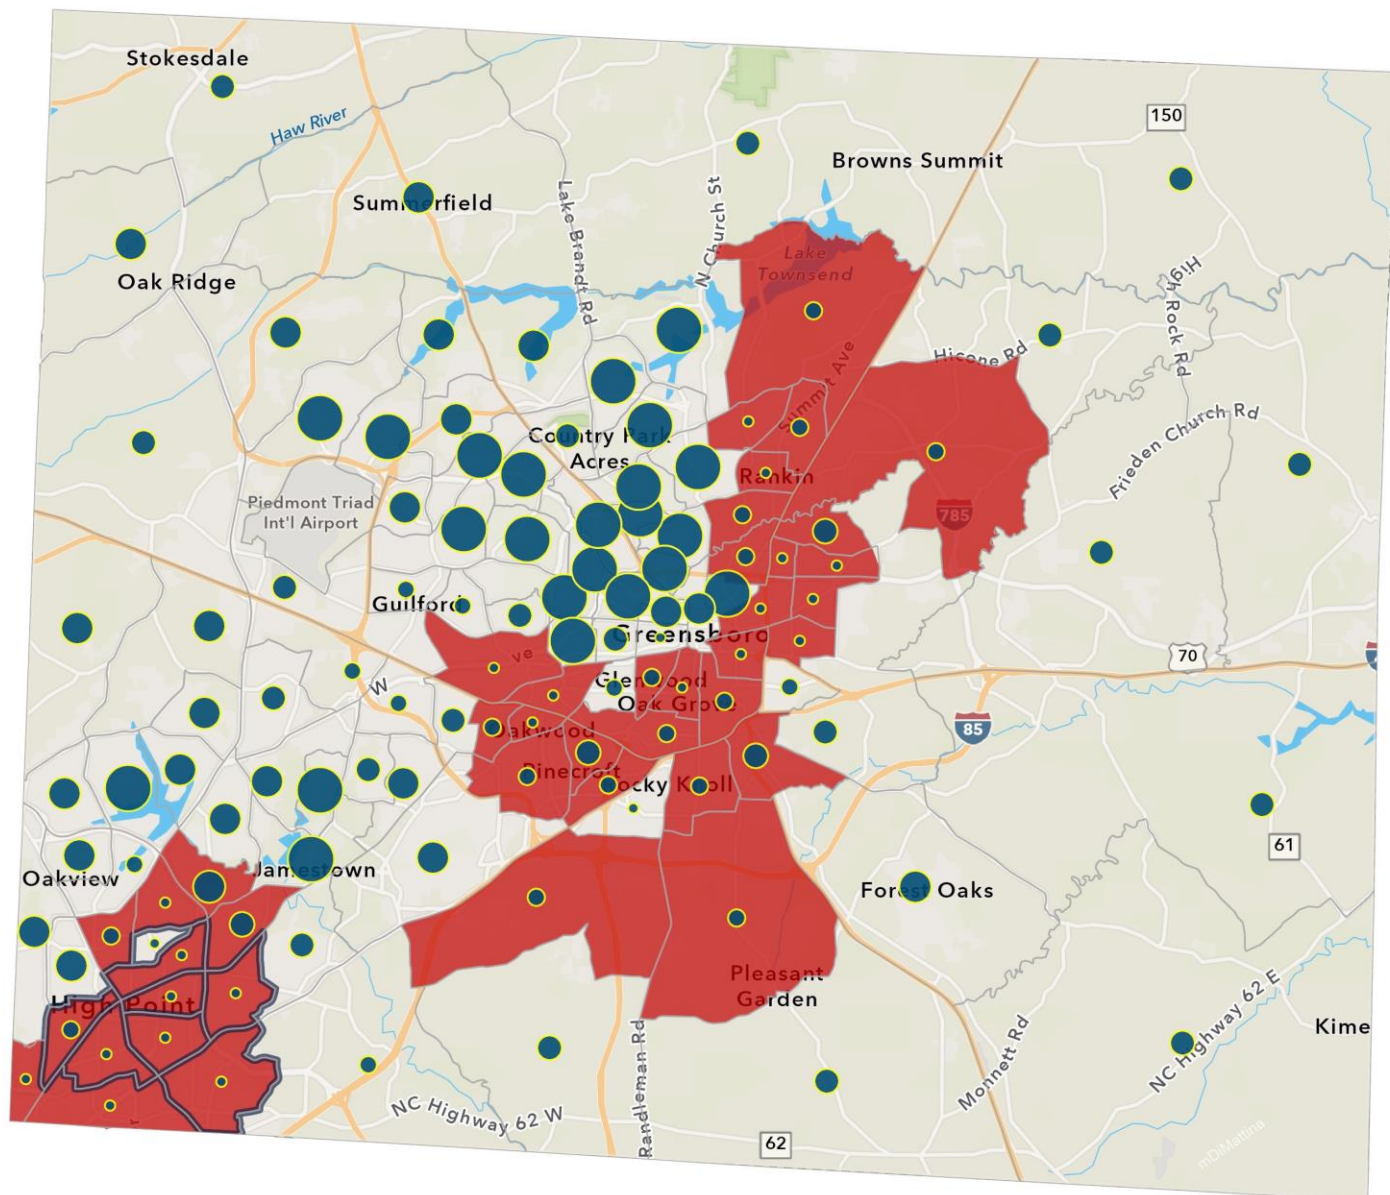 Stokesdale
Haw River
150
Browns Summit
Summerfield
Lake Brandt Rd
N Church St
Oak Ridge
Lake
Townsend
High Rock Rd
Hicone Rd
Summit Ave
Frieden Church Rd
Country Park
Acres
Rankin
Piedmont Triad
Int'l Airport
785
Guilford
Greensboro
ve
70
W
Glenwood
Oak Grove
Oakwood
85
Pinecroft
Rocky Knoll
61
Jamestown
Oakview
Forest Oaks
Pleasant
Garden
High Point
NC Highway 62 E
Kime
Randleman Rd
Monnett Rd
NC Highway 62 W
62
mDiMattina